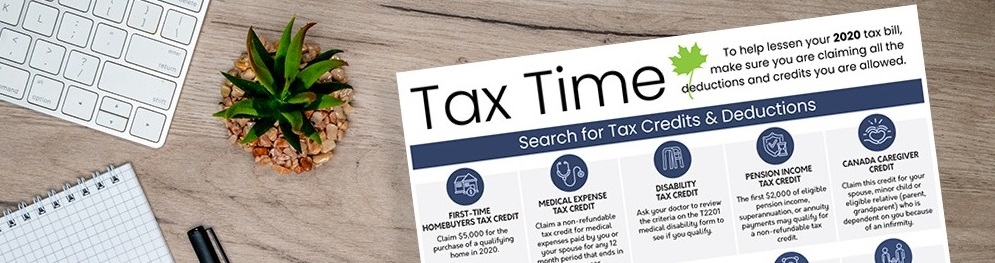 Tax Time
To help lessen your 2020 tax bill,
make sure you are claiming all the
deductions and credits you are allowed.
Search for Tax Credits & Deductions
FIRST-TIME
HOMEBUYERS TAX CREDIT
Claim $5,000 for the
purchase of a qualifying
home in 2020.
MEDICAL EXPENSE
TAX CREDIT
Claim a non-refundable
tax credit for medical
expenses paid by you or
your spouse for any 12
month period that ends in
DISABILITY
TAX CREDIT
Ask your doctor to review
the criteria on the T2201
medical disability form to
see if you qualify.
PENSION INCOME
TAX CREDIT
The first $2,000 of eligible
pension income,
superannuation, or annuity
payments may qualify for
a non-refundable tax
credit.
CANADA CAREGIVER
CREDIT
Claim this credit for your
spouse, minor child or
eligible relative (parent,
grandparent) who is
dependent on you because
of an infirmity.
return
shift
option
command